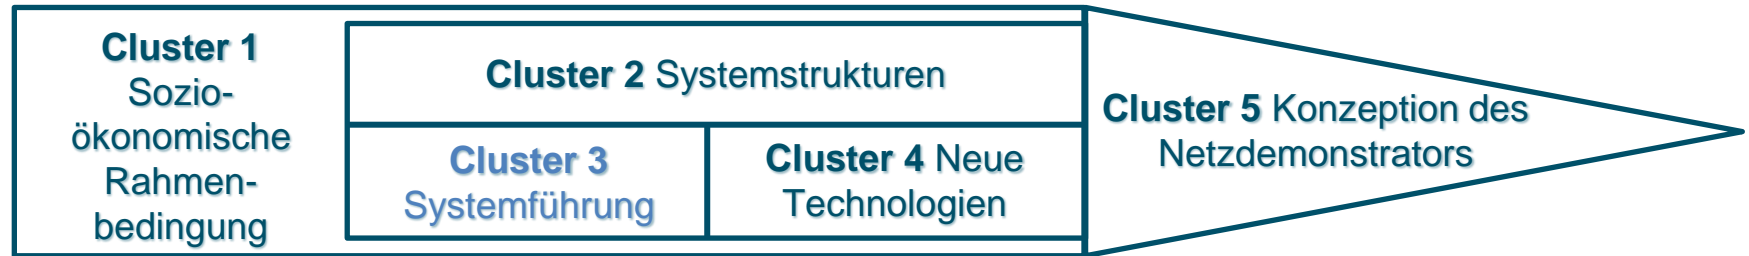 Cluster 1
Sozio-
ökonomische
Rahmen-
bedingung
Cluster 2 Systemstrukturen
Cluster 3
Systemführung
Cluster 4 Neue
Technologien
Cluster 5 Konzeption des
Netzdemonstrators